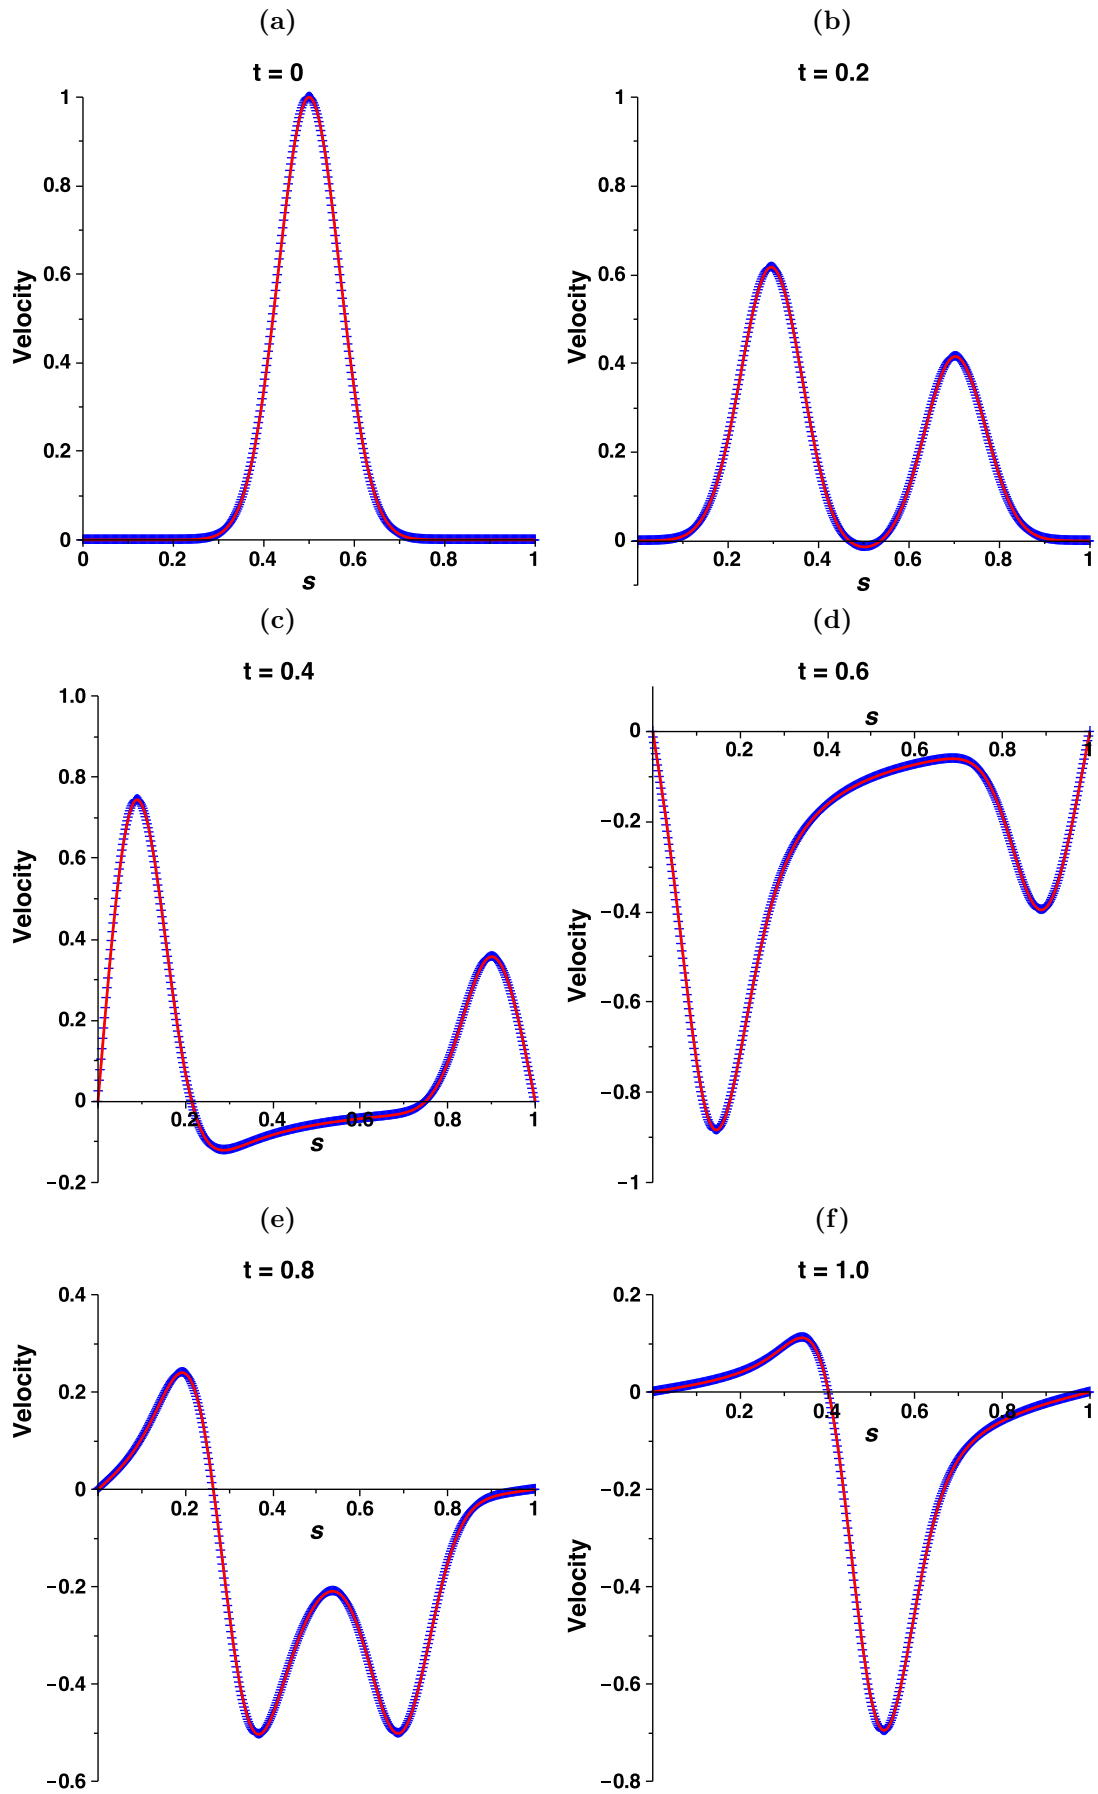 (a)
t = 0
Velocity
1
0.8
0.6
0.4
0.2
0
0 0.2 0.4 0.6 0.8 1
s
(b)
t = 0.2
Velocity
1
0.8
0.6
0.4
0.2
0
0.2 0.4 0.6 0.8 1
s
(c)
t = 0.4
Velocity
1.0
0.8
0.6
0.4
0.2
0
−0.2
0.2 0.4 0.6 0.8 1
s
(d)
t = 0.6
s
0
0.2 0.4 0.6 0.8 1
Velocity
−0.2
−0.4
−0.6
−0.8
−1
(e)
t = 0.8
Velocity
0.4
0.2
0
−0.2
−0.4
−0.6
0.2 0.4 0.6 0.8 1
s
(f)
t = 1.0
0.2
0
−0.2
−0.4
−0.6
−0.8
0.2 0.4 0.6 0.8 1
s
Velocity